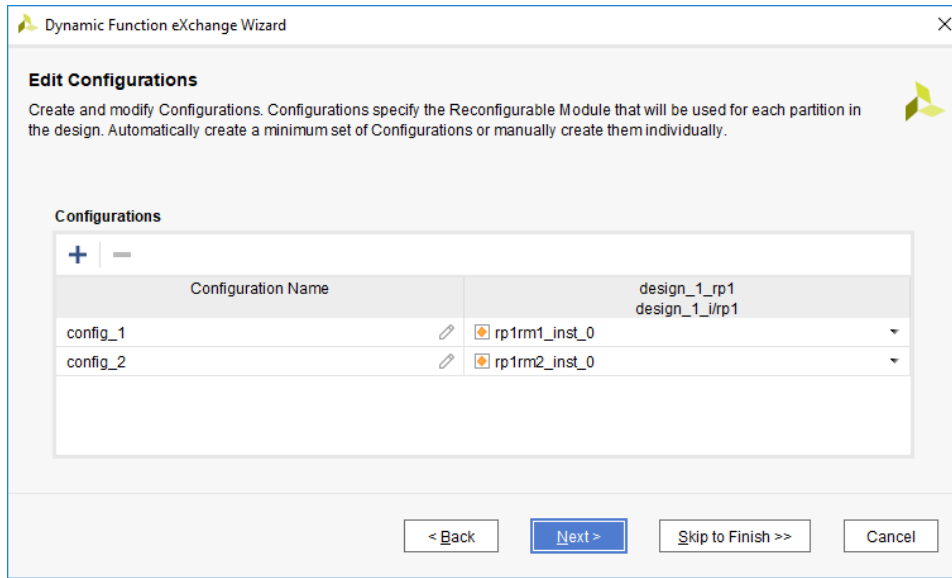 Dynamic Function eXchange Wizard
Edit Configurations
Create and modify Configurations. Configurations specify the Reconfigurable Module that will be used for each partition in
the design. Automatically create a minimum set of Configurations or manually create them individually.
Configurations
Configuration Name
design_1_rp1
design_1_i/rp1
config_1
rp1rm1_inst_0
config_2
rp1rm2_inst_0
< Back
Next >
Skip to Finish >>
Cancel